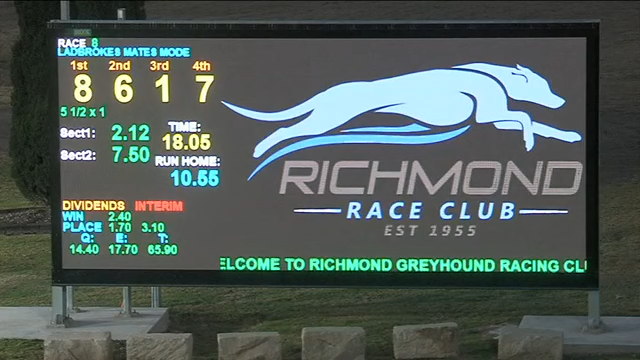 RACE 8
LADBROKES MATES MODE
1st 2nd 3rd 4th
8 6 1 7
5 1/2 x 1
Sect1: 2.12
Sect2: 7.50
TIME:
18.05
RUN HOME:
10.55
DIVIDENDS INTERIM
WIN 2.40
PLACE 1.70 3.10
Q: E: T:
14.40 17.70 65.90
RICHMOND
RACE CLUB
EST 1955
ELCOME TO RICHMOND GREYHOUND RACING CLU